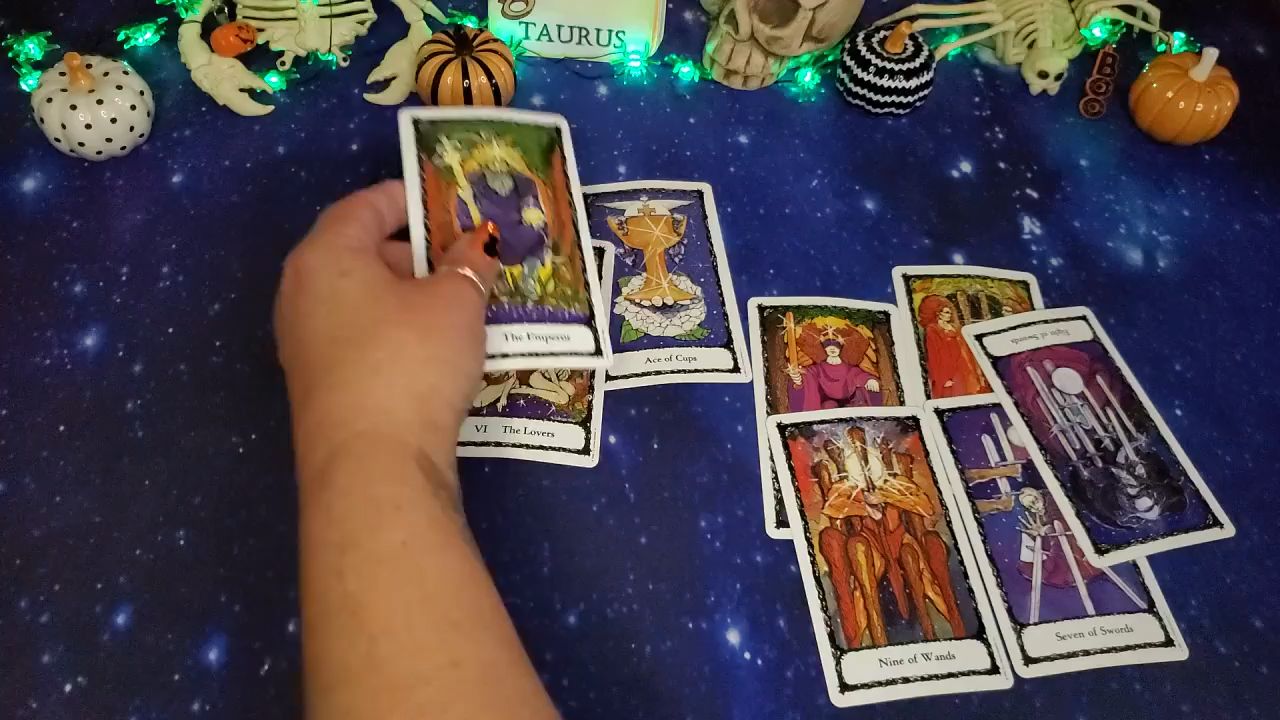 TAURUS
BOO
The Emperor
Ace of Cups
VI The Lovers
Eight of Swords
Nine of Wands
Seven of Swords